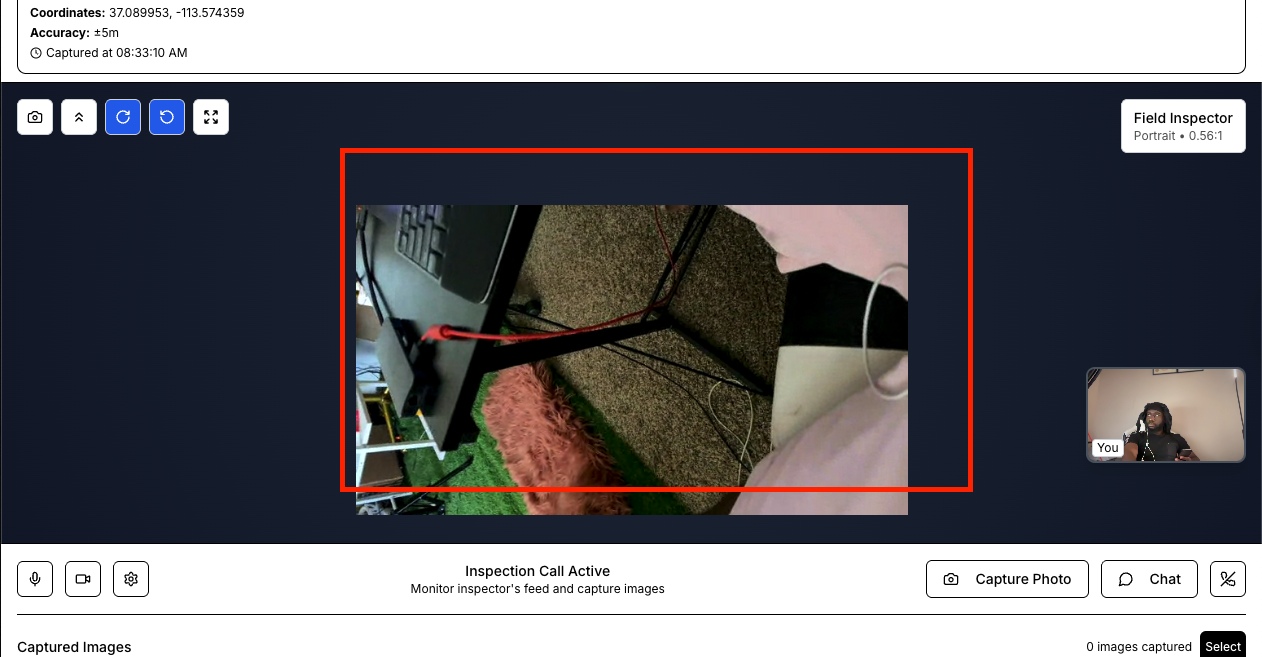 Coordinates: 37.089953, -113.574359
Accuracy: ±5m
Captured at 08:33:10 AM
Field Inspector
Portrait • 0.56:1
You
Inspection Call Active
Monitor inspector's feed and capture images
Capture Photo
Chat
Captured Images
0 images captured
Select